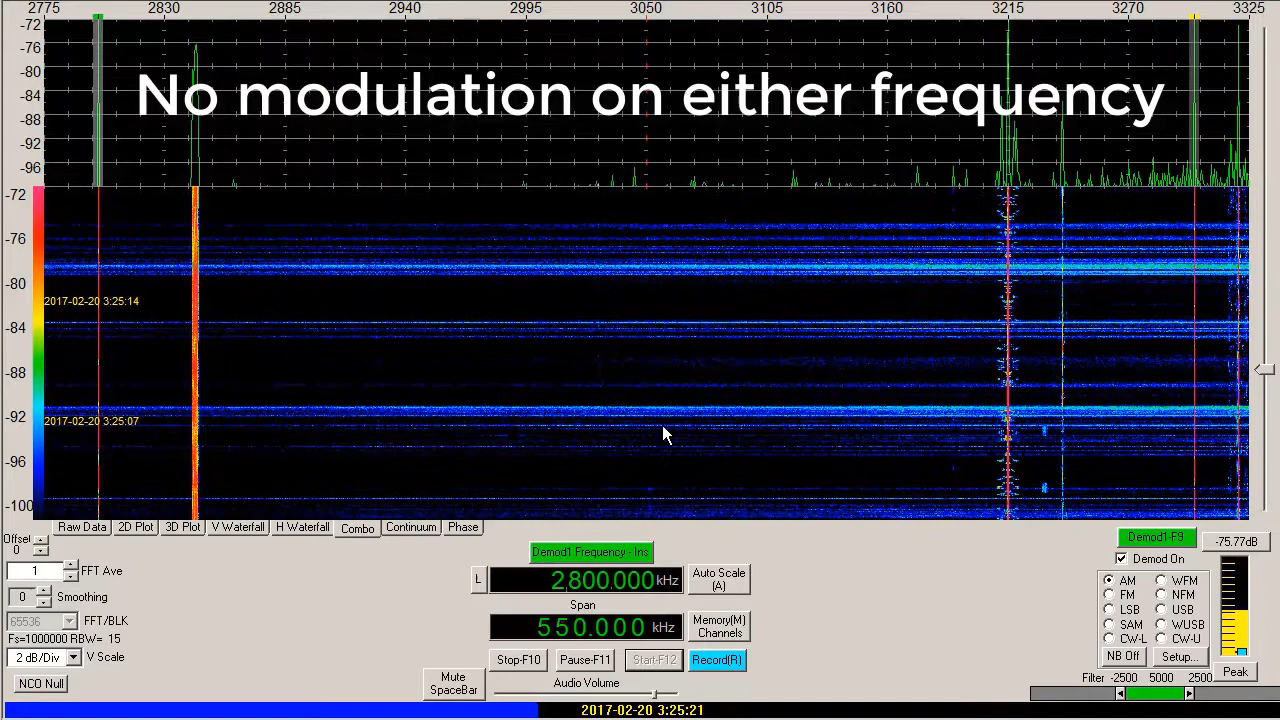 2775 2830 2885 2940 2995 3050 3105 3160 3215 3270 3325
-72
-76
-80
-84
-88
-92
-96
No modulation on either frequency
-72
-76
-80
-84
-88
-92
-96
-100
2017-02-20 3:25:14
2017-02-20 3:25:07
Raw Data 2D Plot 3D Plot V Waterfall H Waterfall Combo Continuum Phase
Offset
0
1 FFT Ave
0 Smoothing
65536 FFT/BLK
Fs=1000000 RBW= 15
2 dB/Div V Scale
NCO Null
Demod1 Frequency - Ins
L 2,800.000 kHz
Span
550.000 kHz
Auto Scale
(A)
Memory(M)
Channels
Stop-F10 Pause-F11 Start-F12 Record(R)
Mute
SpaceBar
Audio Volume
Demod1-F9 -75.77dB
Demod On
AM WFM
FM NFM
LSB USB
SAM WUSB
CW-L CW-U
NB Off Setup...
Peak
Filter -2500 5000 2500
2017-02-20 3:25:21